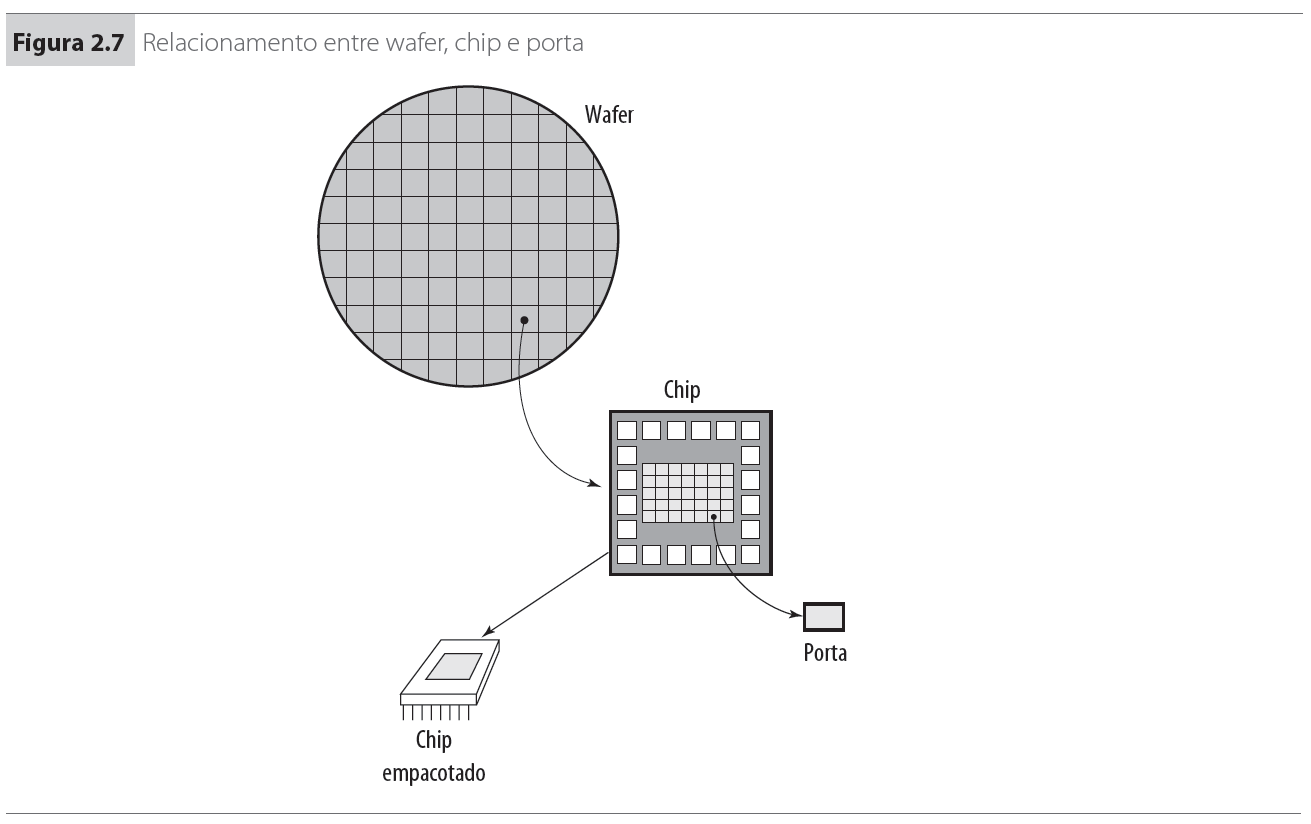 Figura 2.7 Relacionamento entre wafer, chip e porta
Wafer
Chip
Porta
Chip
empacotado